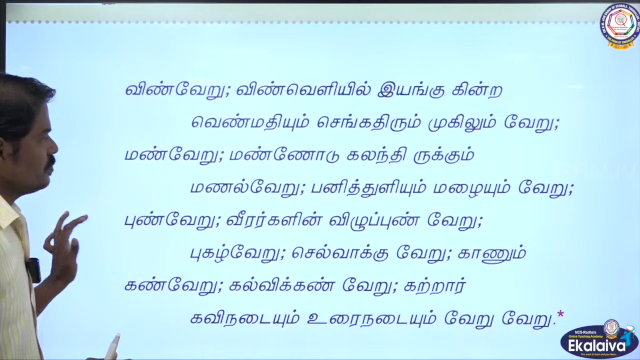 விண்வேறு; விண்வெளியில் இயங்கு கின்ற
வெண்மதியும் செங்கதிரும் முகிலும் வேறு;
மண்வேறு; மண்ணோடு கலந்தி ருக்கும்
மணல்வேறு; பனித்துளியும் மழையும் வேறு;
புண்வேறு; வீரர்களின் விழுப்புண் வேறு;
புகழ்வேறு; செல்வாக்கு வேறு; காணும்
கண்வேறு; கல்விக்கண் வேறு; கற்றார்
கவிநடையும் உரைநடையும் வேறு வேறு.*
Ekalaiva